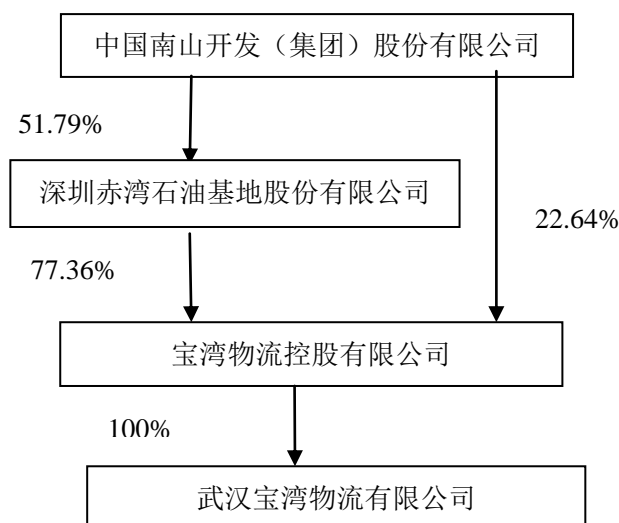 中国南山开发（集团）股份有限公司
51.79%
深圳赤湾石油基地股份有限公司
22.64%
77.36%
宝湾物流控股有限公司
100%
武汉宝湾物流有限公司